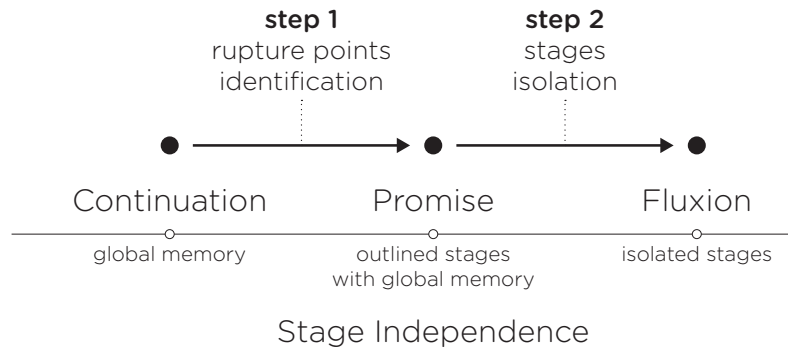 step 1
rupture points
identification
step 2
stages
isolation
Continuation
Promise
Fluxion
global memory
outlined stages
with global memory
isolated stages
Stage Independence